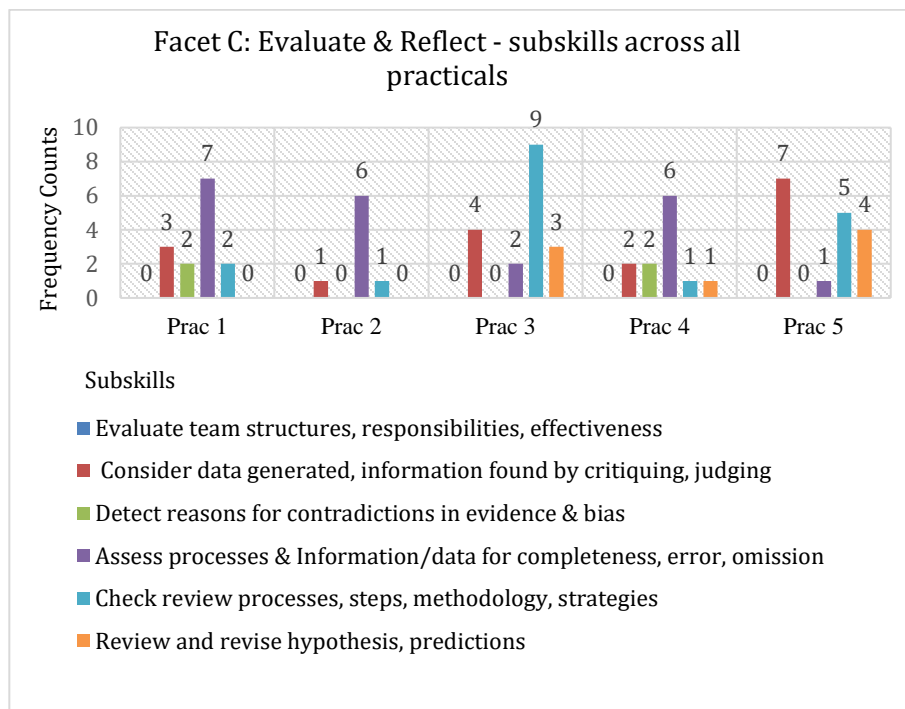 Facet C: Evaluate & Reflect - subskills across all
practicals
Frequency Counts
10
8
6
4
2
0
0 3 2 7 2 0
0 1 0 6 1 0
0 4 0 2 9 3
0 2 2 6 1 1
0 7 0 1 5 4
Prac 1 Prac 2 Prac 3 Prac 4 Prac 5
Subskills
Evaluate team structures, responsibilities, effectiveness
Consider data generated, information found by critiquing, judging
Detect reasons for contradictions in evidence & bias
Assess processes & Information/data for completeness, error, omission
Check review processes, steps, methodology, strategies
Review and revise hypothesis, predictions